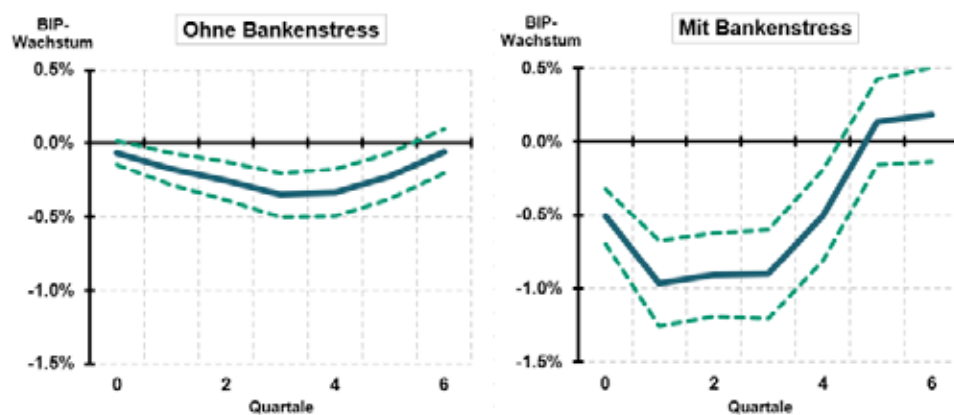 BIP-
Wachstum
Ohne Bankenstress
0.5%
0.0%
-0.5%
-1.0%
-1.5%
0 2 4 6
Quartale
BIP-
Wachstum
Mit Bankenstress
0.5%
0.0%
-0.5%
-1.0%
-1.5%
0 2 4 6
Quartale